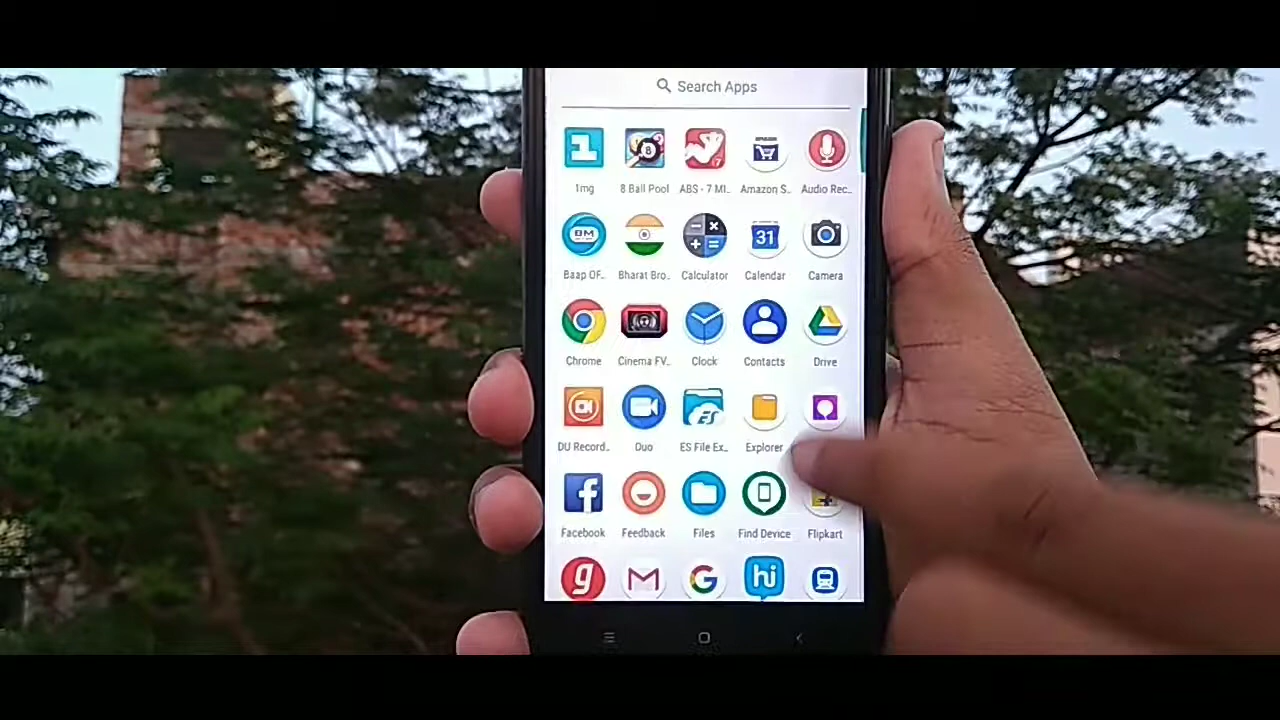 Search Apps
1mg 8 Ball Pool ABS - 7 MI.. Amazon S.. Audio Rec..
Baap OF.. Bharat Bro.. Calculator Calendar Camera
Chrome Cinema FV.. Clock Contacts Drive
DU Record.. Duo ES File Ex.. Explorer
Facebook Feedback Files Find Device Flipkart